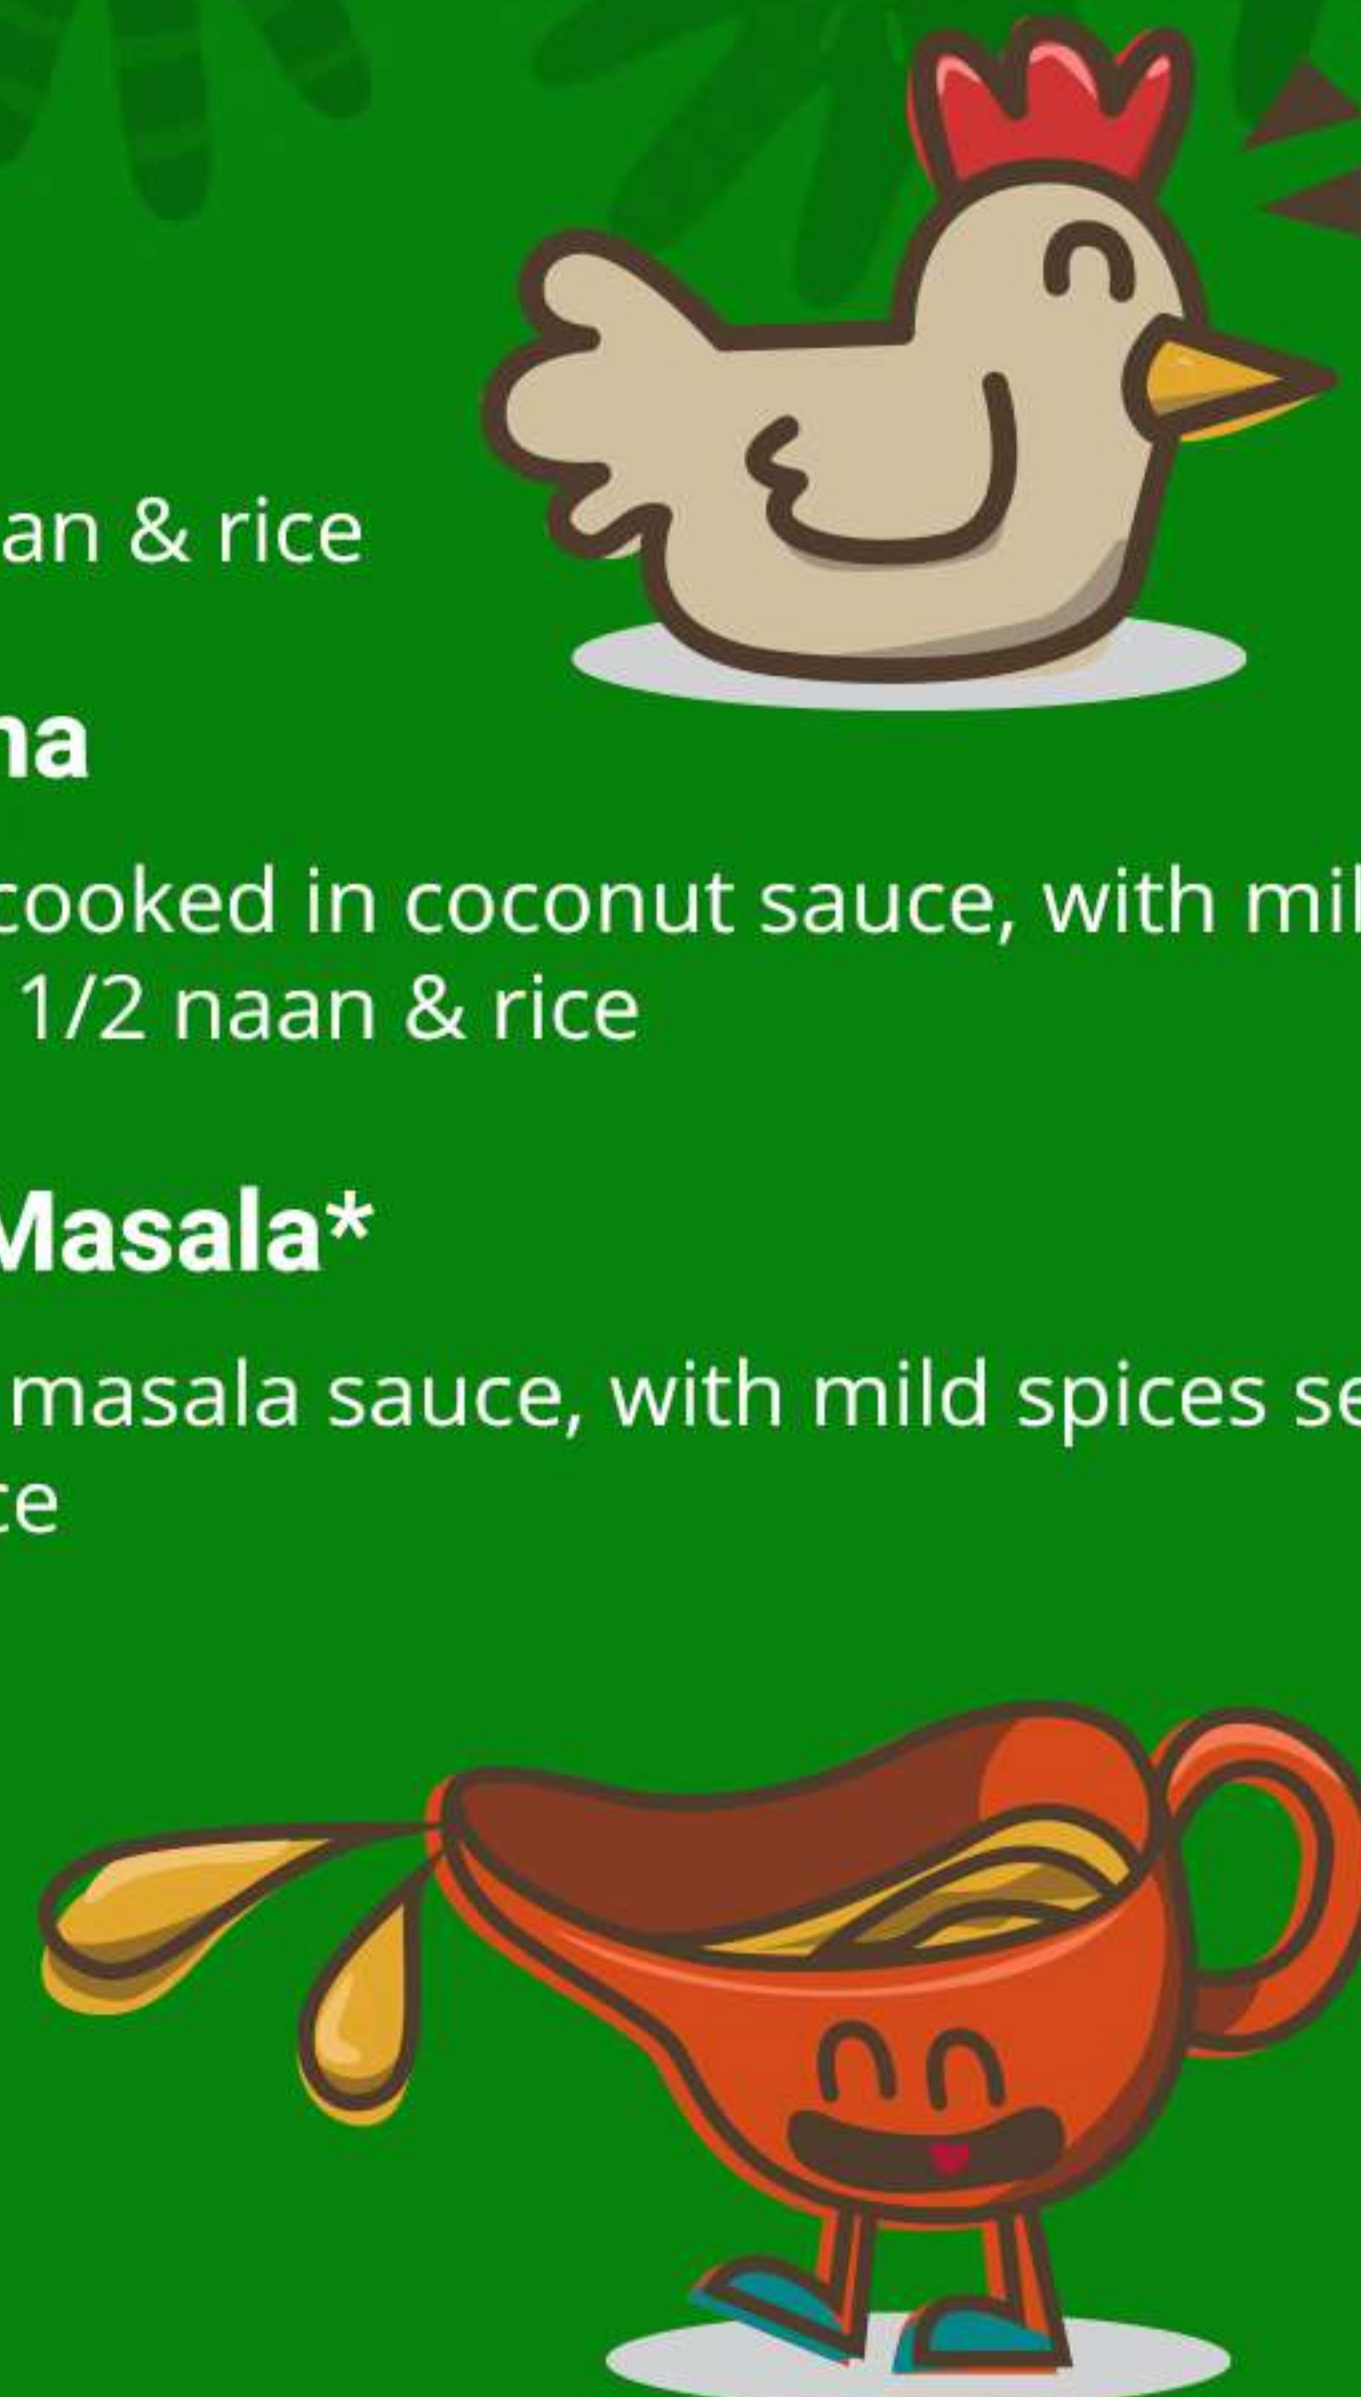 an & rice
na
cooked in coconut sauce, with mil
1/2 naan & rice
Masala*
masala sauce, with mild spices se
ce